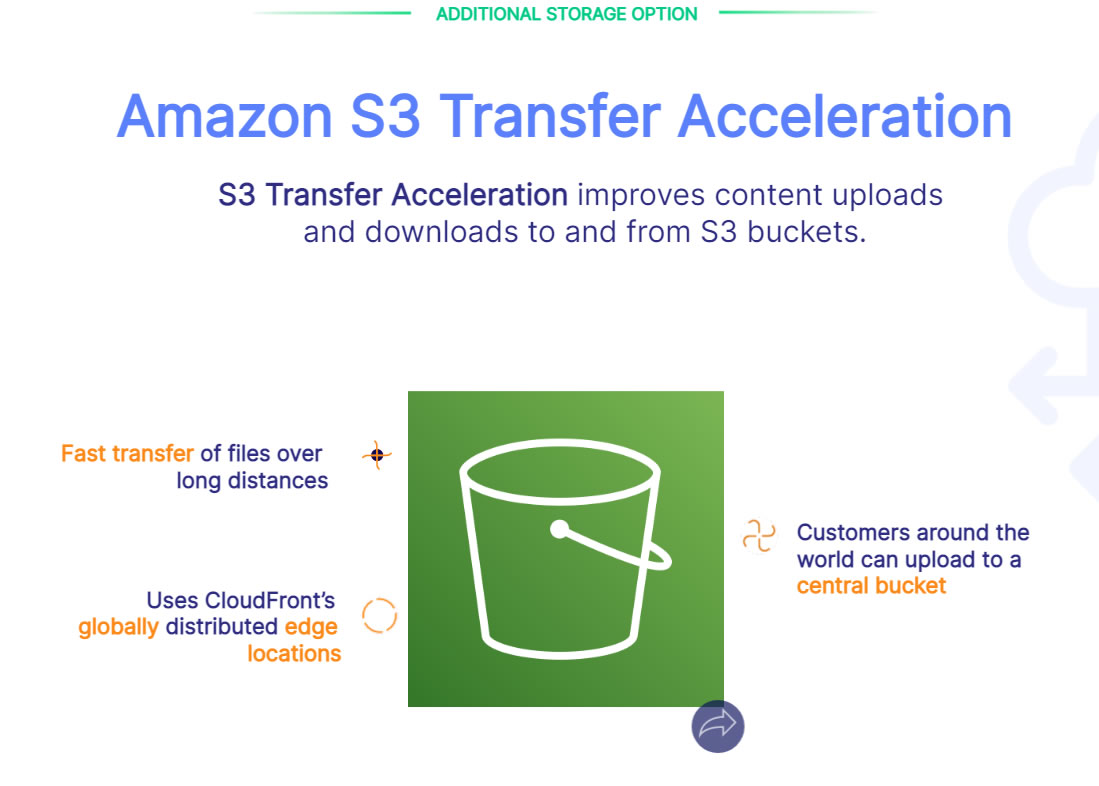 ADDITIONAL STORAGE OPTION
Amazon S3 Transfer Acceleration
S3 Transfer Acceleration improves content uploads
and downloads to and from S3 buckets.
Fast transfer of files over
long distances
Uses CloudFront's
globally distributed edge
locations
Customers around the
world can upload to a
central bucket